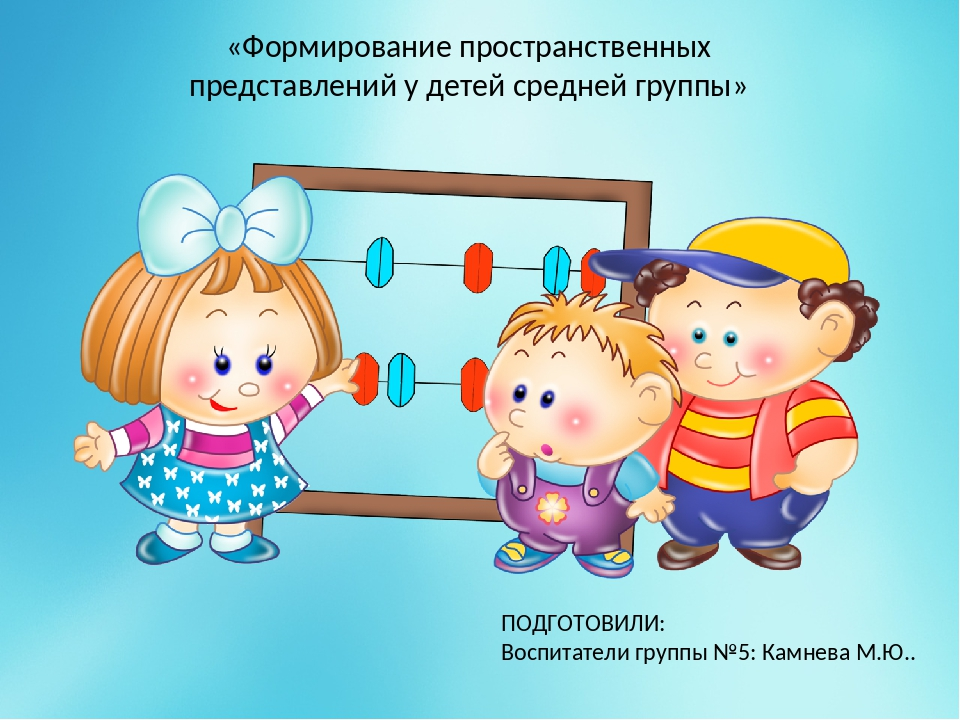 «Формирование пространственных
представлений у детей средней группы»
ПОДГОТОВИЛИ:
Воспитатели группы №5: Камнева М.Ю..